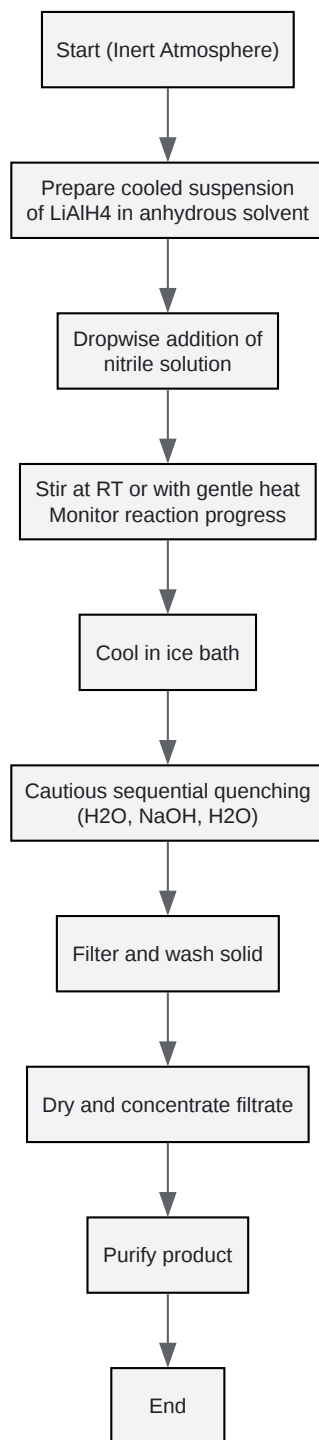 Start (Inert Atmosphere)
Prepare cooled suspension
of LiAlH4 in anhydrous solvent
Dropwise addition of
nitrile solution
Stir at RT or with gentle heat
Monitor reaction progress
Cool in ice bath
Cautious sequential quenching
(H2O, NaOH, H2O)
Filter and wash solid
Dry and concentrate filtrate
Purify product
End